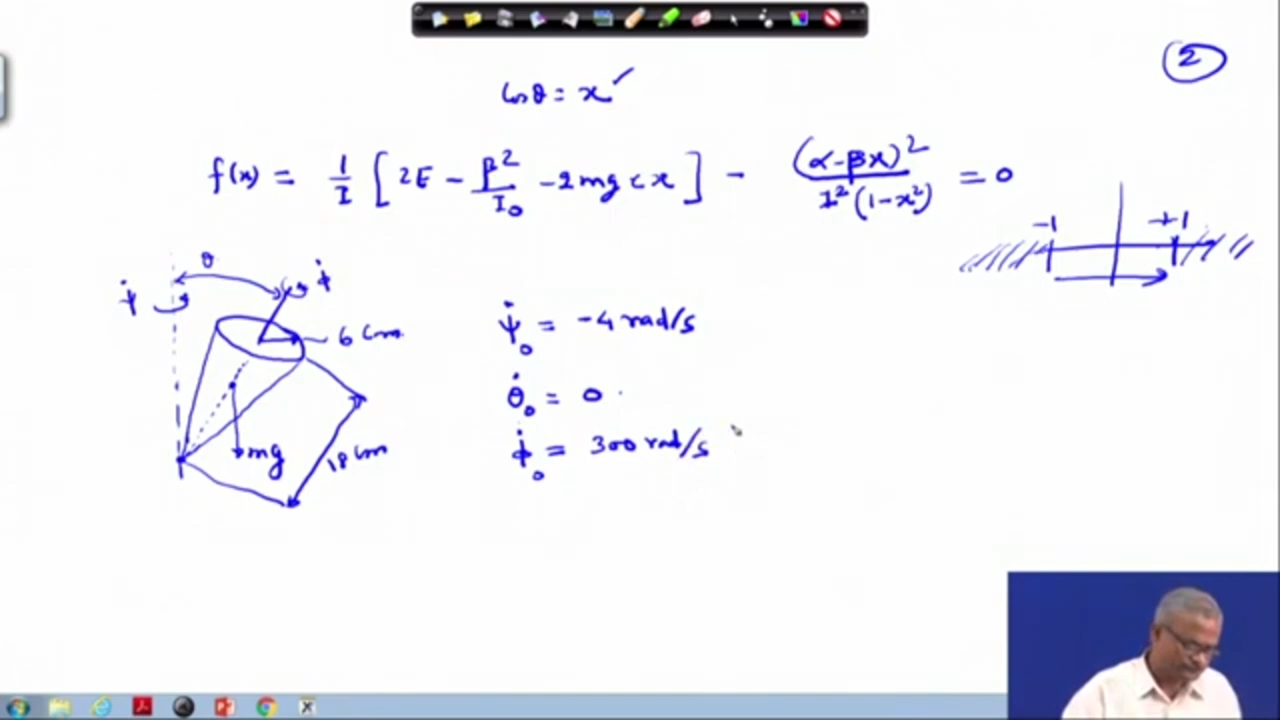 2
cos θ = x ✓
f(x) = 1/I [2E - β²/I₀ - 2mgcx] - (α-βx)²/I²(1-x²) = 0
-1 +1
θ
ψ̇ φ̇
6 cm
mg
18 cm
ψ̇₀ = -4 rad/s
θ̇₀ = 0
φ̇₀ = 300 rad/s